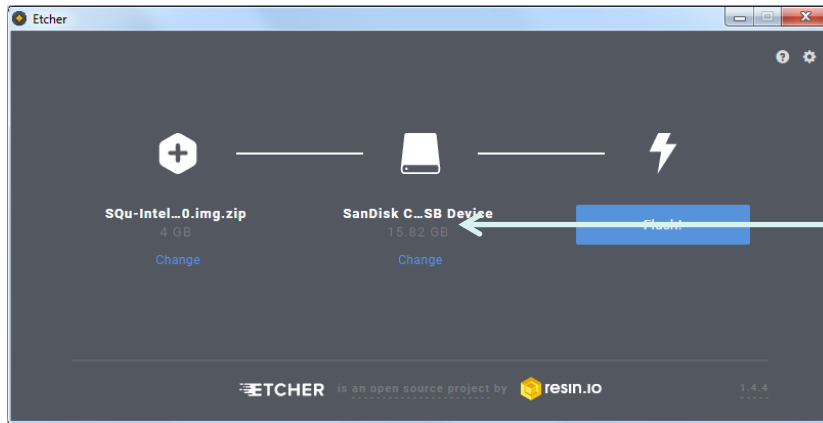 Etcher
SQu-Intel...0.img.zip
4 GB
Change
SanDisk C...SB Device
15.82 GB
Change
Flash!
ETCHER is an open source project by resin.io
1.4.4